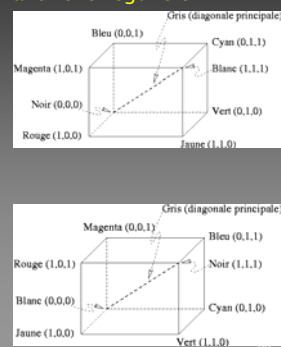 Gris (diagonale principale)
Bleu (0,0,1)
Cyan (0,1,1)
Magenta (1,0,1)
Blanc (1,1,1)
Noir (0,0,0)
Vert (0,1,0)
Rouge (1,0,0)
Jaune (1,1,0)
Gris (diagonale principale)
Magenta (0,0,1)
Bleu (0,1,1)
Rouge (1,0,1)
Noir (1,1,1)
Blanc (0,0,0)
Cyan (0,1,0)
Jaune (1,0,0)
Vert (1,1,0)